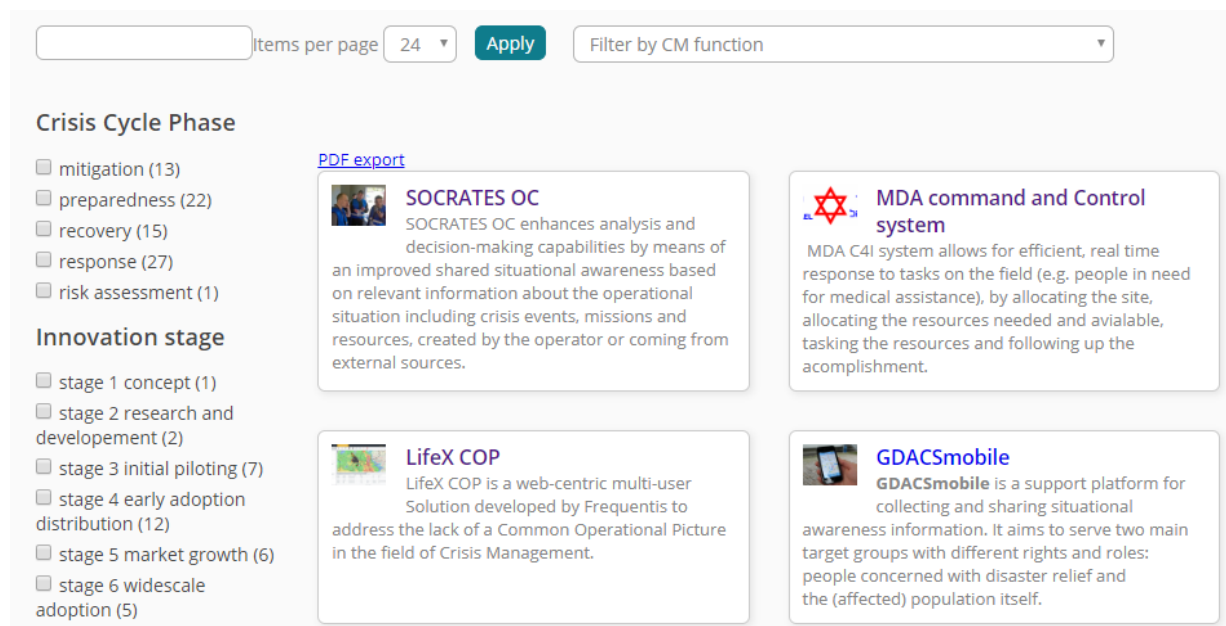 Items per page 24 Apply Filter by CM function
Crisis Cycle Phase
mitigation (13)
preparedness (22)
recovery (15)
response (27)
risk assessment (1)
Innovation stage
stage 1 concept (1)
stage 2 research and
developement (2)
stage 3 initial piloting (7)
stage 4 early adoption
distribution (12)
stage 5 market growth (6)
stage 6 widescale
adoption (5)
PDF export
SOCRATES OC
SOCRATES OC enhances analysis and
decision-making capabilities by means of
an improved shared situational awareness based
on relevant information about the operational
situation including crisis events, missions and
resources, created by the operator or coming from
external sources.
MDA command and Control
system
MDA C4I system allows for efficient, real time
response to tasks on the field (e.g. people in need
for medical assistance), by allocating the site,
allocating the resources needed and avialable,
tasking the resources and following up the
acomplishment.
LifeX COP
LifeX COP is a web-centric multi-user
Solution developed by Frequentis to
address the lack of a Common Operational Picture
in the field of Crisis Management.
GDACSmobile
GDACSmobile is a support platform for
collecting and sharing situational
awareness information. It aims to serve two main
target groups with different rights and roles:
people concerned with disaster relief and
the (affected) population itself.